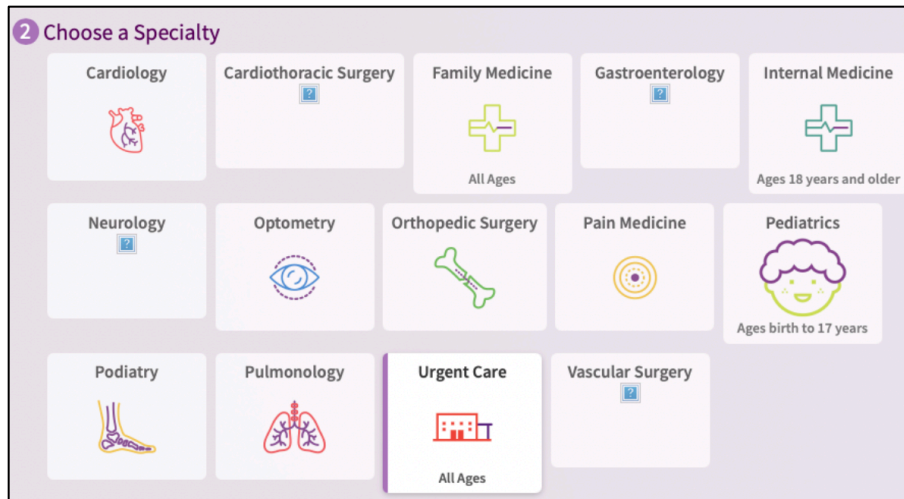 2 Choose a Specialty
Cardiology
Cardiothoracic Surgery
Family Medicine
All Ages
Gastroenterology
Internal Medicine
Ages 18 years and older
Neurology
Optometry
Orthopedic Surgery
Pain Medicine
Pediatrics
Ages birth to 17 years
Podiatry
Pulmonology
Urgent Care
All Ages
Vascular Surgery